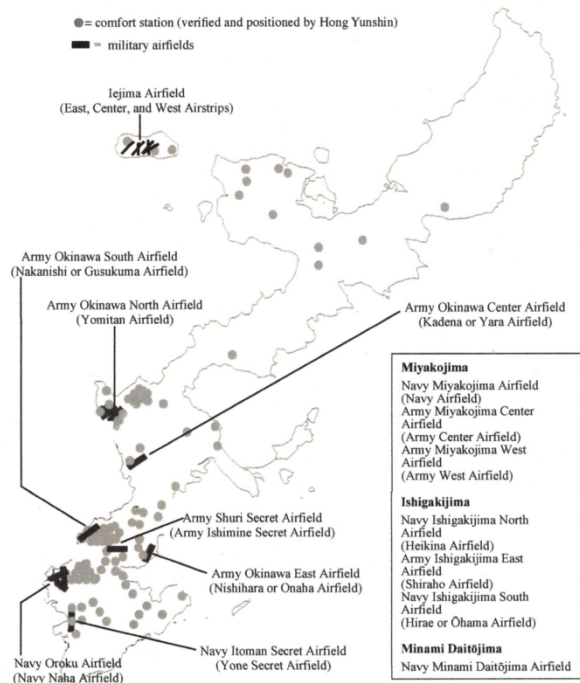 = comfort station (verified and positioned by Hong Yunshin)
= military airfields
Iejima Airfield
(East, Center, and West Airstrips)
Army Okinawa South Airfield
(Nakanishi or Gusukuma Airfield)
Army Okinawa North Airfield
(Yomitan Airfield)
Army Okinawa Center Airfield
(Kadena or Yara Airfield)
Miyakojima
Navy Miyakojima Airfield
(Navy Airfield)
Army Miyakojima Center
Airfield
(Army Center Airfield)
Army Miyakojima West
Airfield
(Army West Airfield)
Ishigakijima
Navy Ishigakijima North
Airfield
(Heikina Airfield)
Army Ishigakijima East
Airfield
(Shiraho Airfield)
Navy Ishigakijima South
Airfield
(Hirae or Ōhama Airfield)
Minami Daitōjima
Navy Minami Daitōjima Airfield
Army Shuri Secret Airfield
(Army Ishimine Secret Airfield)
Army Okinawa East Airfield
(Nishihara or Onaha Airfield)
Navy Itoman Secret Airfield
(Yone Secret Airfield)
Navy Oroku Airfield
(Navy Naha Airfield)